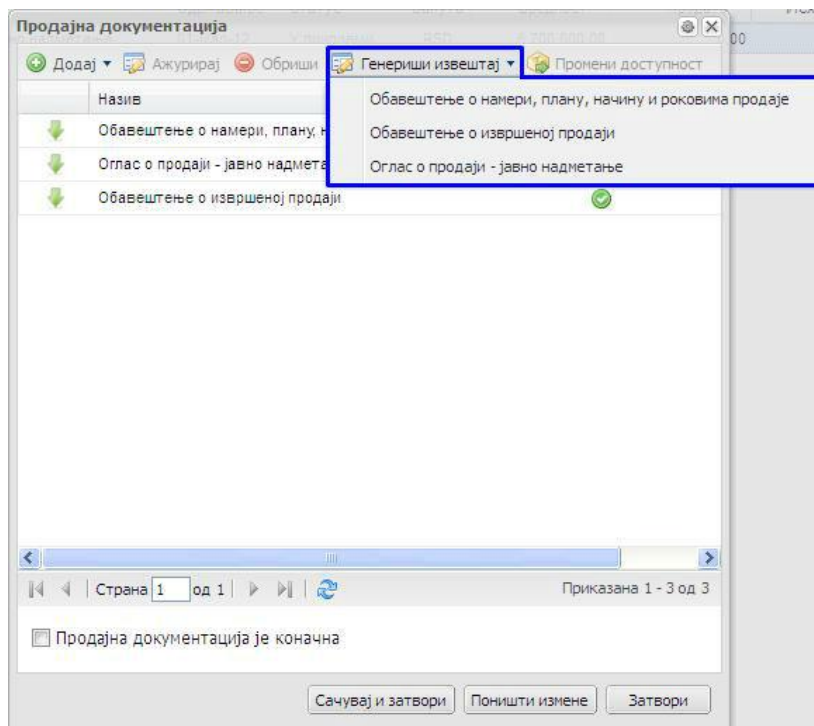 Продајна документација
00
Додај Ажурирај Обриши Генериши извештај Промени доступност
Назив
Обавештење о намери, плану, начину и роковима продаје
Обавештење о извршеној продаји
Оглас о продаји - јавно надметање
Обавештење о намери, плану,
Оглас о продаји - јавно
Обавештење о извршеној продаји
Страна 1 од 1
Приказана 1 - 3 од 3
Продајна документација је коначна
Сачувај и затвори Поништи измене Затвори